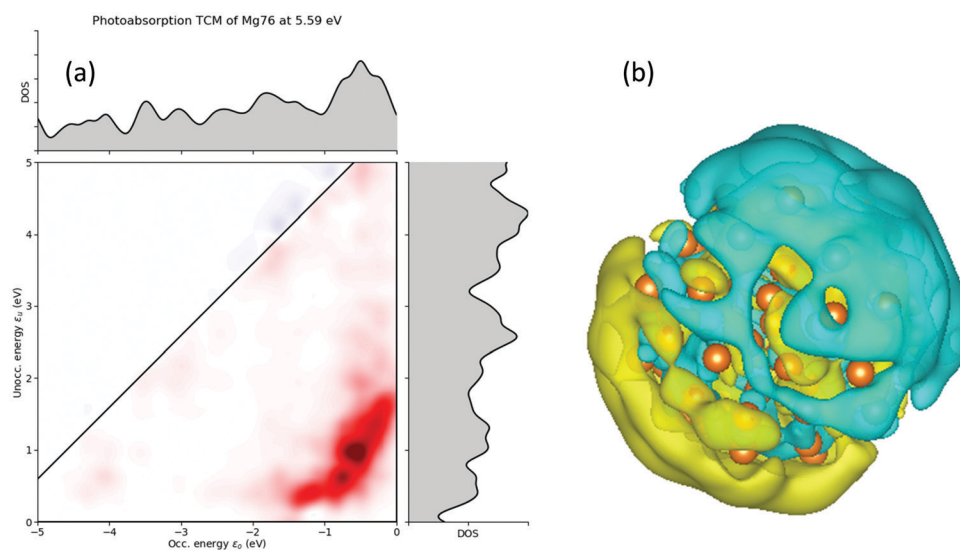 Photoabsorption TCM of Mg76 at 5.59 eV
(a)
(b)
DOS
5
4
3
2
1
0
Unocc. energy εu (eV)
−5
−4
−3
−2
−1
0
Occ. energy εo (eV)
DOS